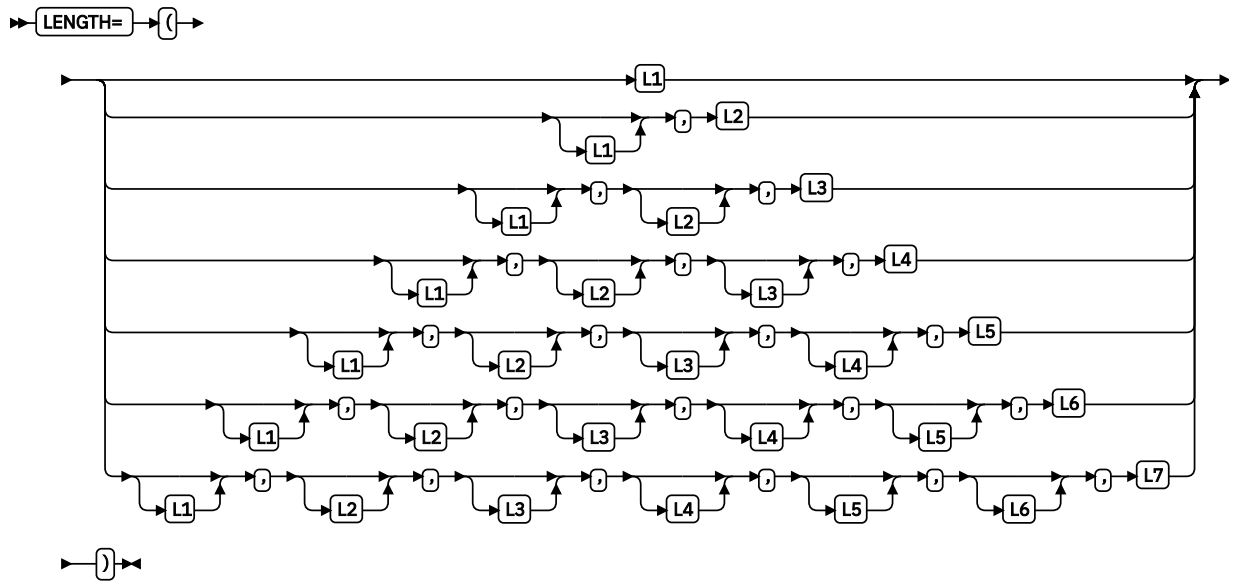 LENGTH= (
L1
, L2
L1
, , L3
L1 L2
, , , L4
L1 L2 L3
, , , , L5
L1 L2 L3 L4
, , , , , L6
L1 L2 L3 L4 L5
, , , , , , L7
L1 L2 L3 L4 L5 L6
)